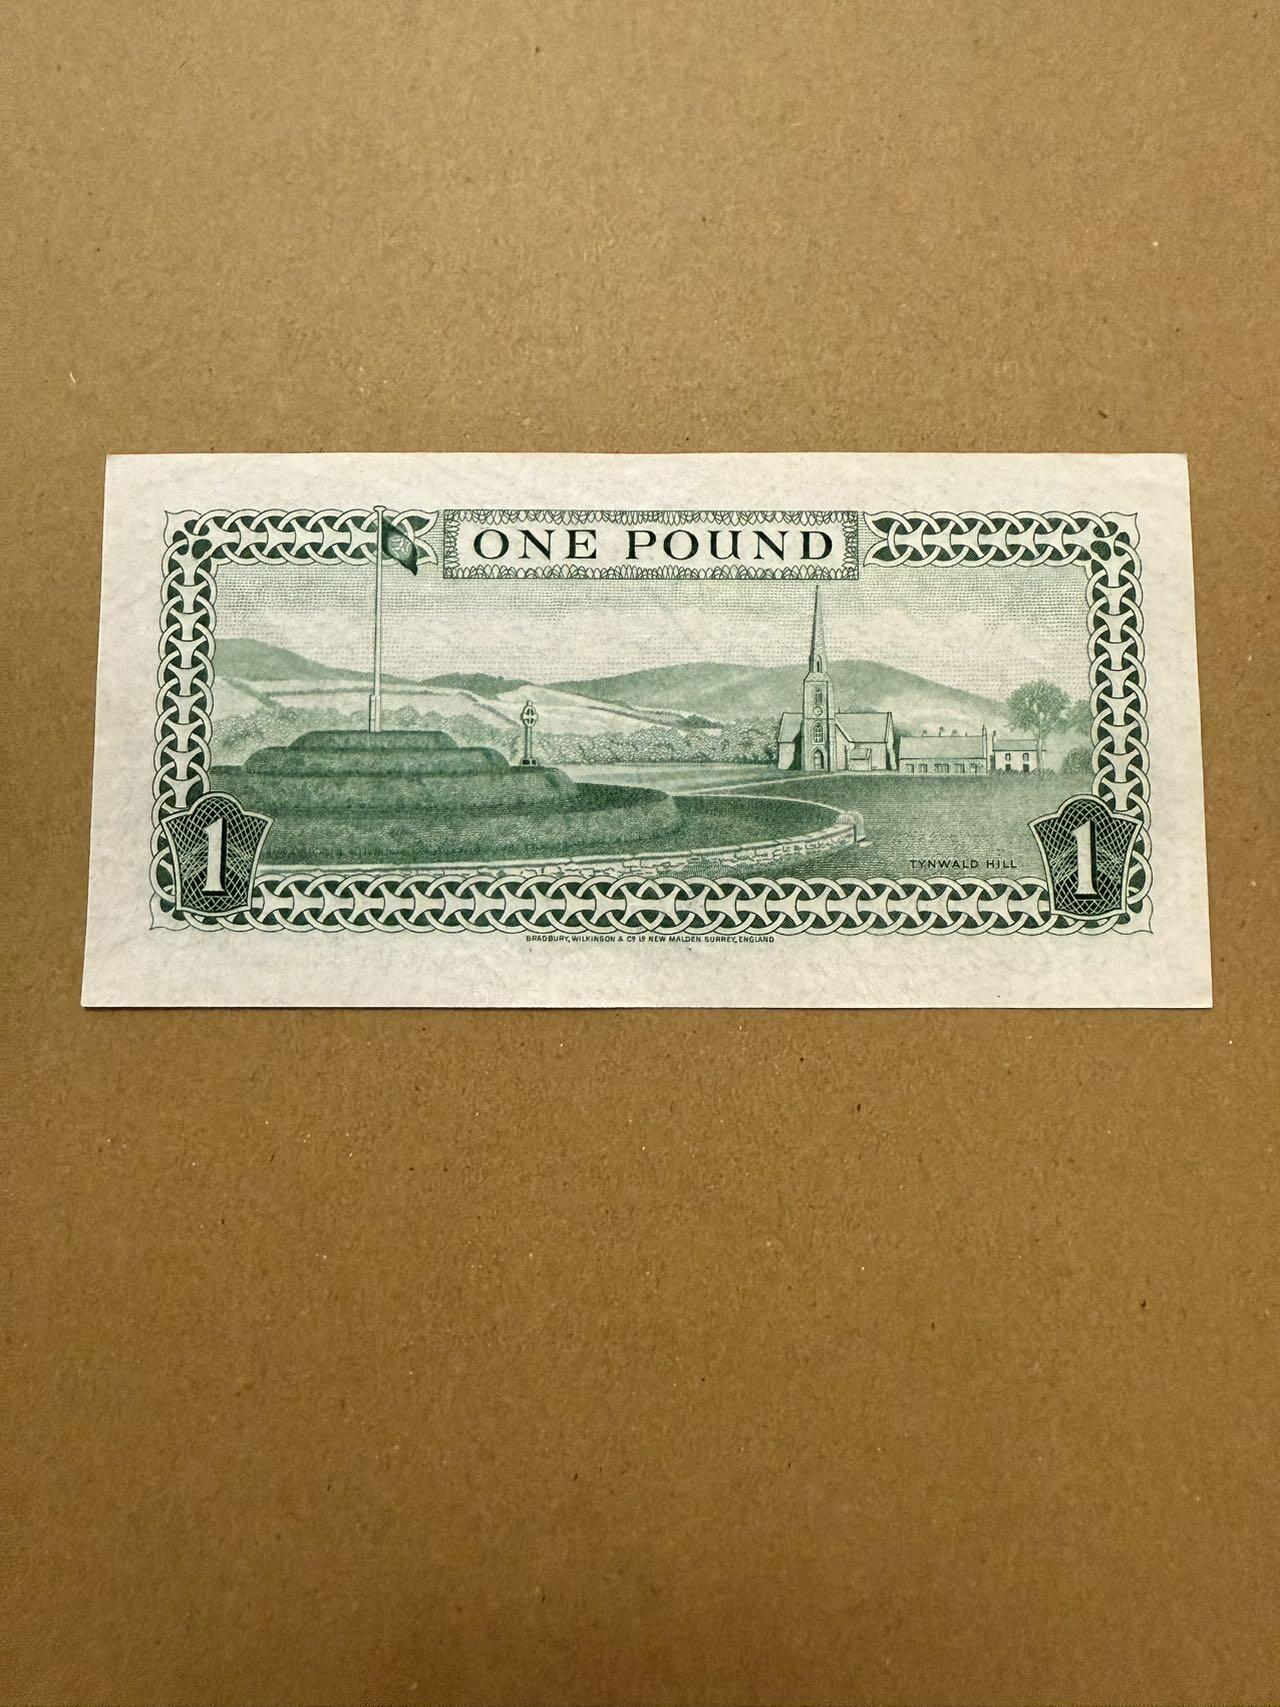 ONE POUND
TYNWALD HILL
1
1
BRADBURY, WILKINSON & Cº Lᴰ NEW MALDEN SURREY, ENGLAND